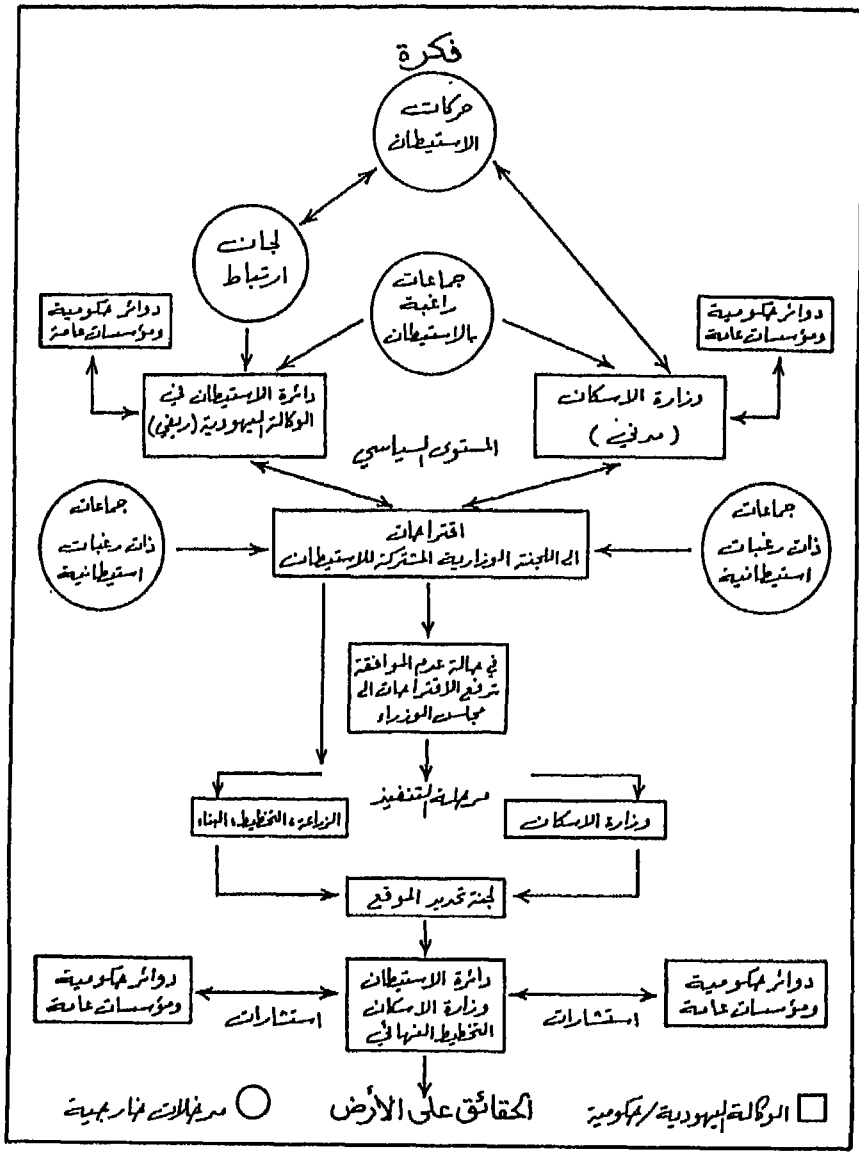 فكرة
حركات
الاستيطان
لجان
ارتباط
جماعات
راغبة
بالاستيطان
دوائر حكومية
ومؤسسات عامة
دوائر حكومية
ومؤسسات عامة
وزارة الاسكان
(مدني)
دائرة الاستيطان في
الوكالة اليهودية (ريفي)
المستوى السياسي
جماعات
ذات رغبات
استيطانية
اقتراحات
الى اللجنة الوزارية المشتركة للاستيطان
جماعات
ذات رغبات
استيطانية
في حالة عدم الموافقة
ترفع الاقتراحات الى
مجلس الوزراء
مرحلة التنفيذ
وزارة الاسكان
الزراعة، التخطيط، البناء
لجنة تحديد الموقع
دوائر حكومية
ومؤسسات عامة
استشارات
دائرة الاستيطان
وزارة الاسكان
التخطيط النهائي
استشارات
دوائر حكومية
ومؤسسات عامة
الحقائق على الأرض
الوكالة اليهودية/حكومية
مدخلات خارجية